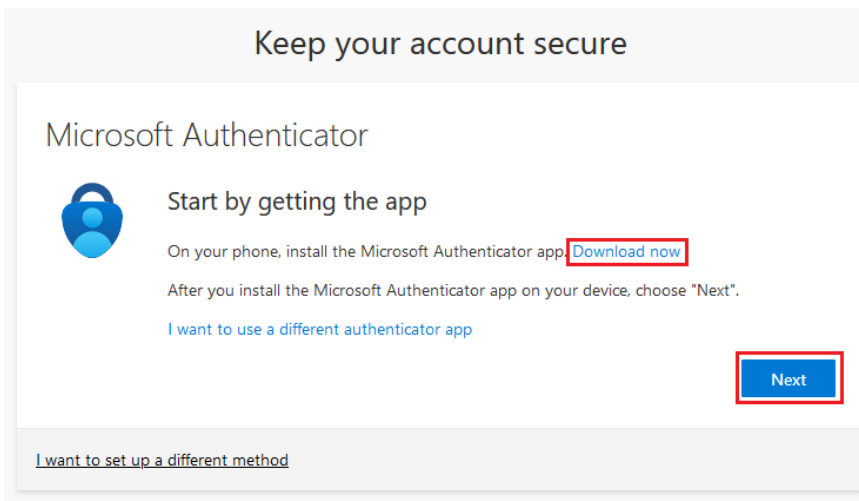 Keep your account secure
Microsoft Authenticator
Start by getting the app
On your phone, install the Microsoft Authenticator app. Download now
After you install the Microsoft Authenticator app on your device, choose "Next".
I want to use a different authenticator app
Next
I want to set up a different method